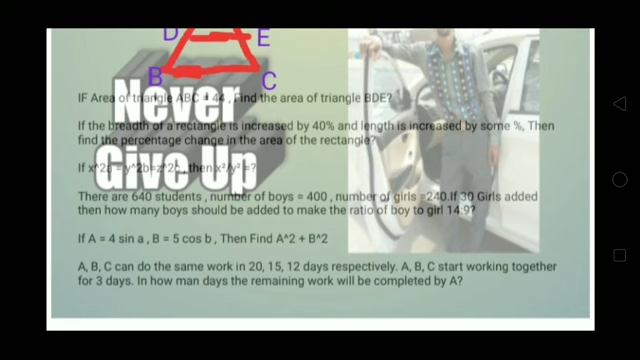 D
E
B
C
Never
Give Up
IF Area of triangle ABC = 44 , Find the area of triangle BDE?
If the breadth of a rectangle is increased by 40% and length is increased by some %, Then
find the percentage change in the area of the rectangle?
then x²/y² =?
There are 640 students , number of boys = 400 , number of girls =240.If 30 Girls added
then how many boys should be added to make the ratio of boy to girl 14:9?
If A = 4 sin a , B = 5 cos b , Then Find A^2 + B^2
A, B, C can do the same work in 20, 15, 12 days respectively. A, B, C start working together
for 3 days. In how man days the remaining work will be completed by A?